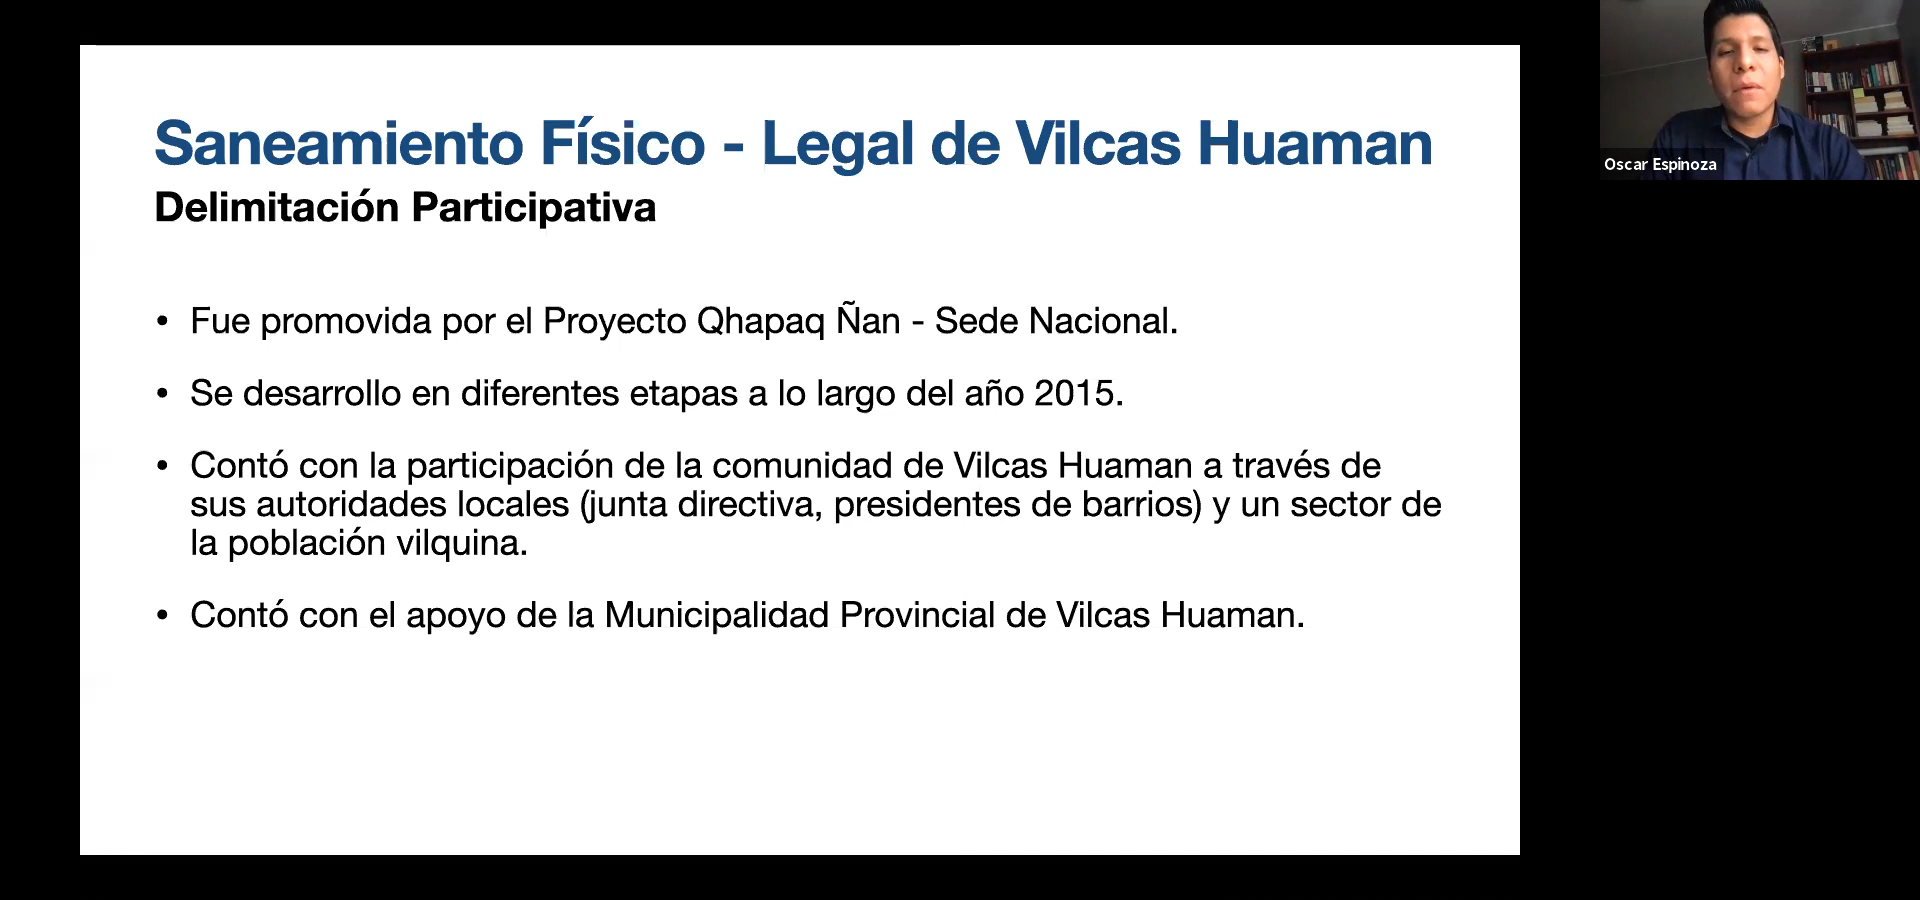 Saneamiento Físico - Legal de Vilcas Huaman
Delimitación Participativa
• Fue promovida por el Proyecto Qhapaq Ñan - Sede Nacional.
• Se desarrollo en diferentes etapas a lo largo del año 2015.
• Contó con la participación de la comunidad de Vilcas Huaman a través de
sus autoridades locales (junta directiva, presidentes de barrios) y un sector de
la población vilquina.
• Contó con el apoyo de la Municipalidad Provincial de Vilcas Huaman.
Oscar Espinoza